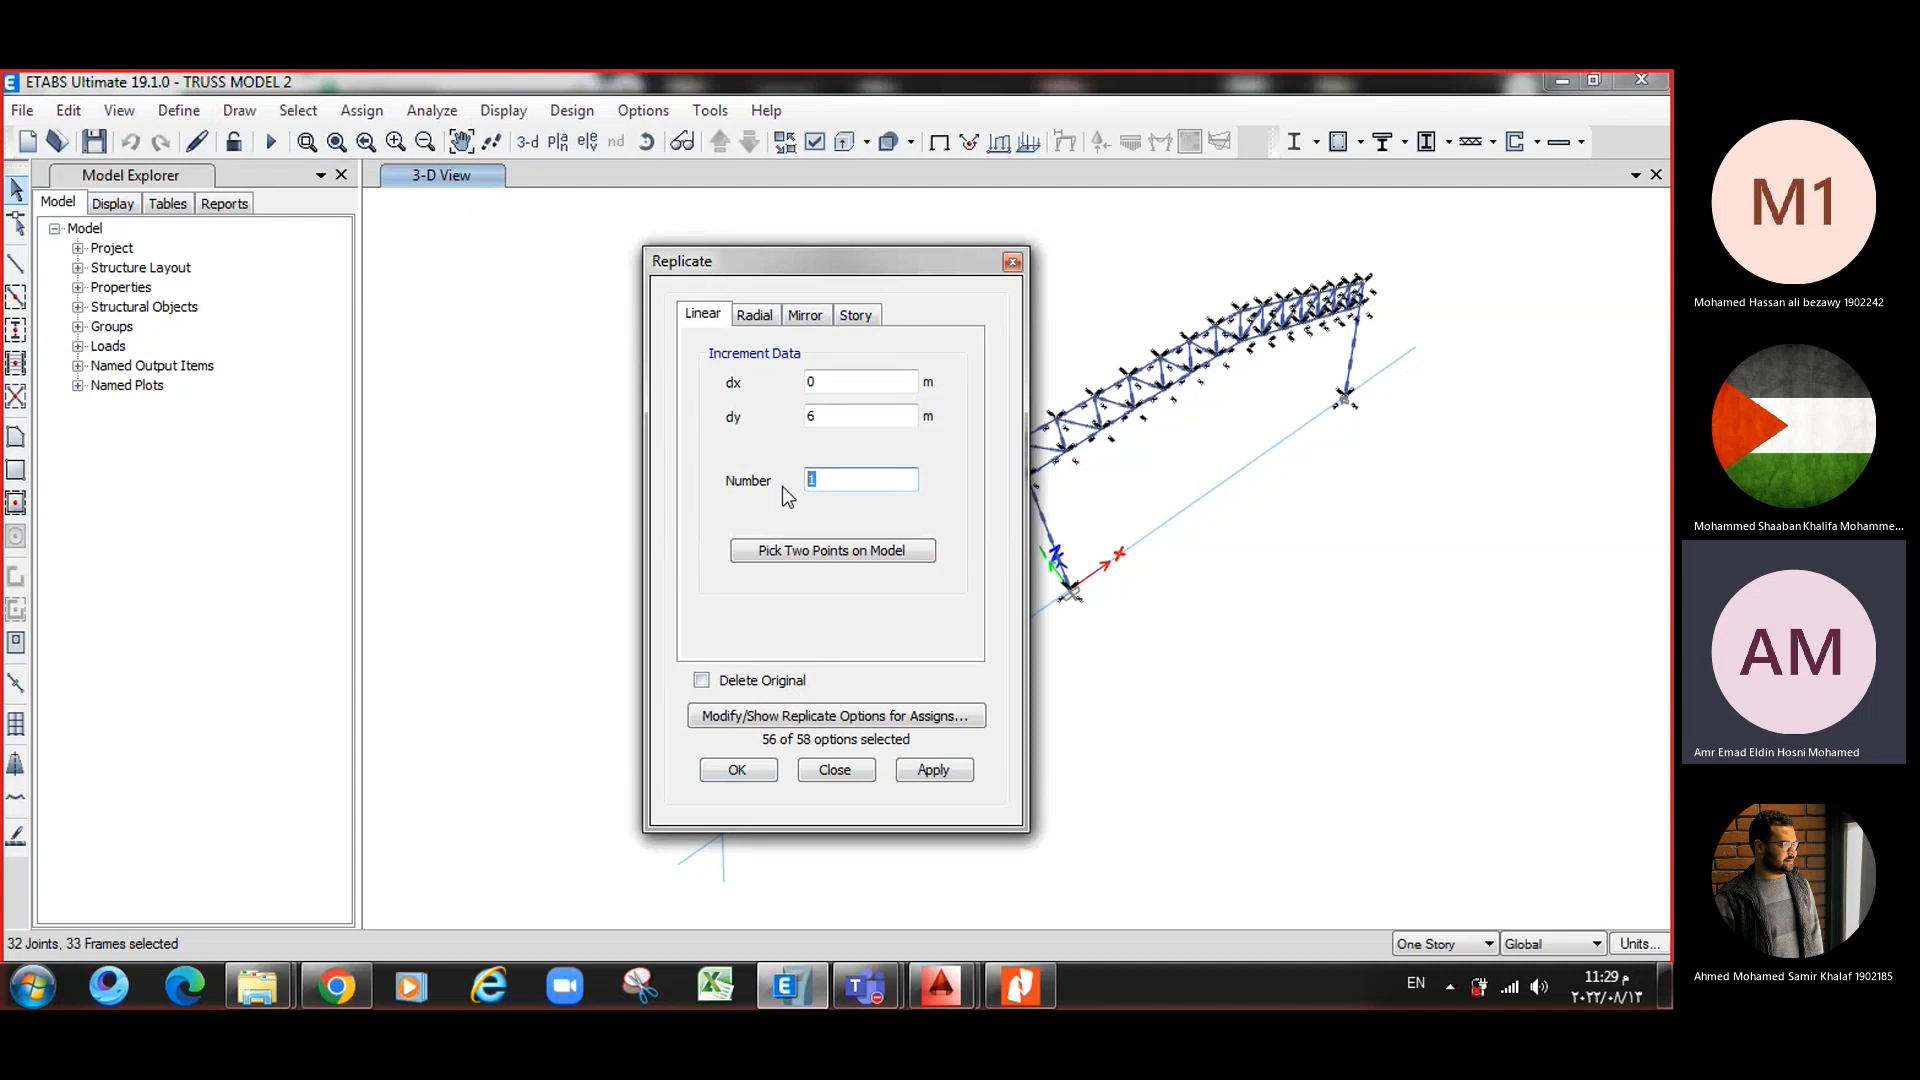 ETABS Ultimate 19.1.0 - TRUSS MODEL 2
File Edit View Define Draw Select Assign Analyze Display Design Options Tools Help
3-d
nd
Model Explorer
3-D View
Model Display Tables Reports
Model
Project
Structure Layout
Properties
Structural Objects
Groups
Loads
Named Output Items
Named Plots
Replicate
Linear Radial Mirror Story
Increment Data
dx 0 m
dy 6 m
Number 1
Pick Two Points on Model
Delete Original
Modify/Show Replicate Options for Assigns...
56 of 58 options selected
OK Close Apply
32 Joints, 33 Frames selected
One Story Global Units...
EN
11:29 م
٢٠٢٢/٠٨/١٣
M1
Mohamed Hassan ali bezawy 1902242
Mohammed Shaaban Khalifa Mohamme...
AM
Amr Emad Eldin Hosni Mohamed
Ahmed Mohamed Samir Khalaf 1902185